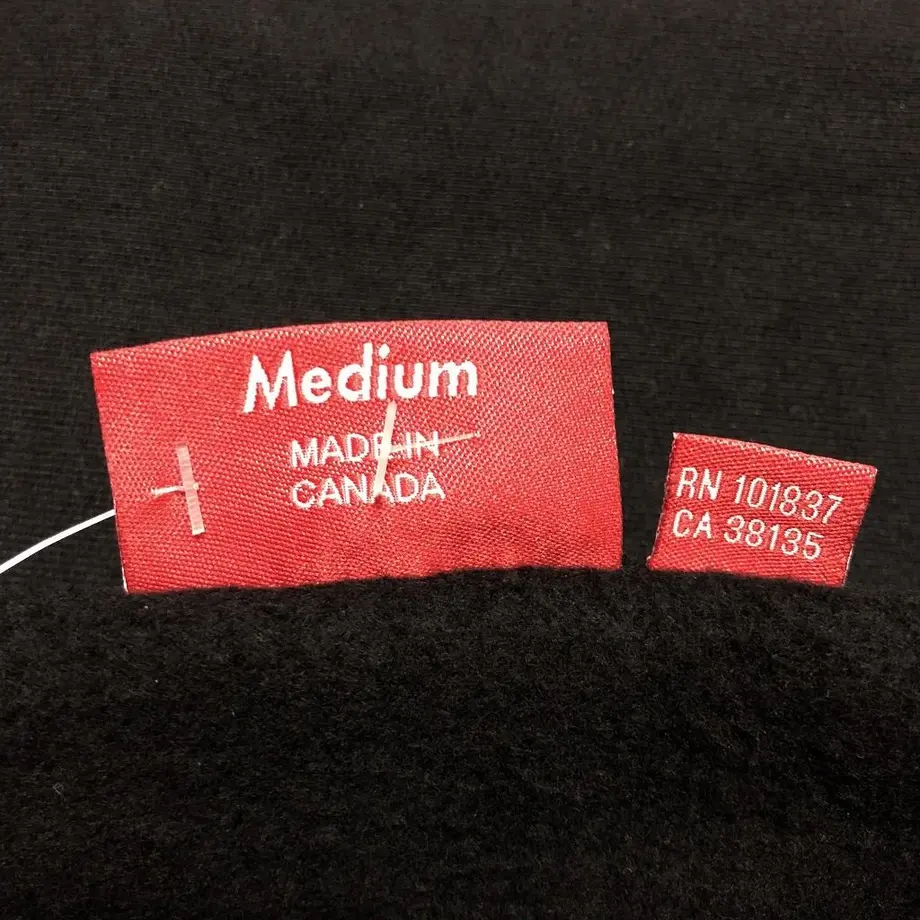 Medium
MADE IN
CANADA
RN 101837
CA 38135